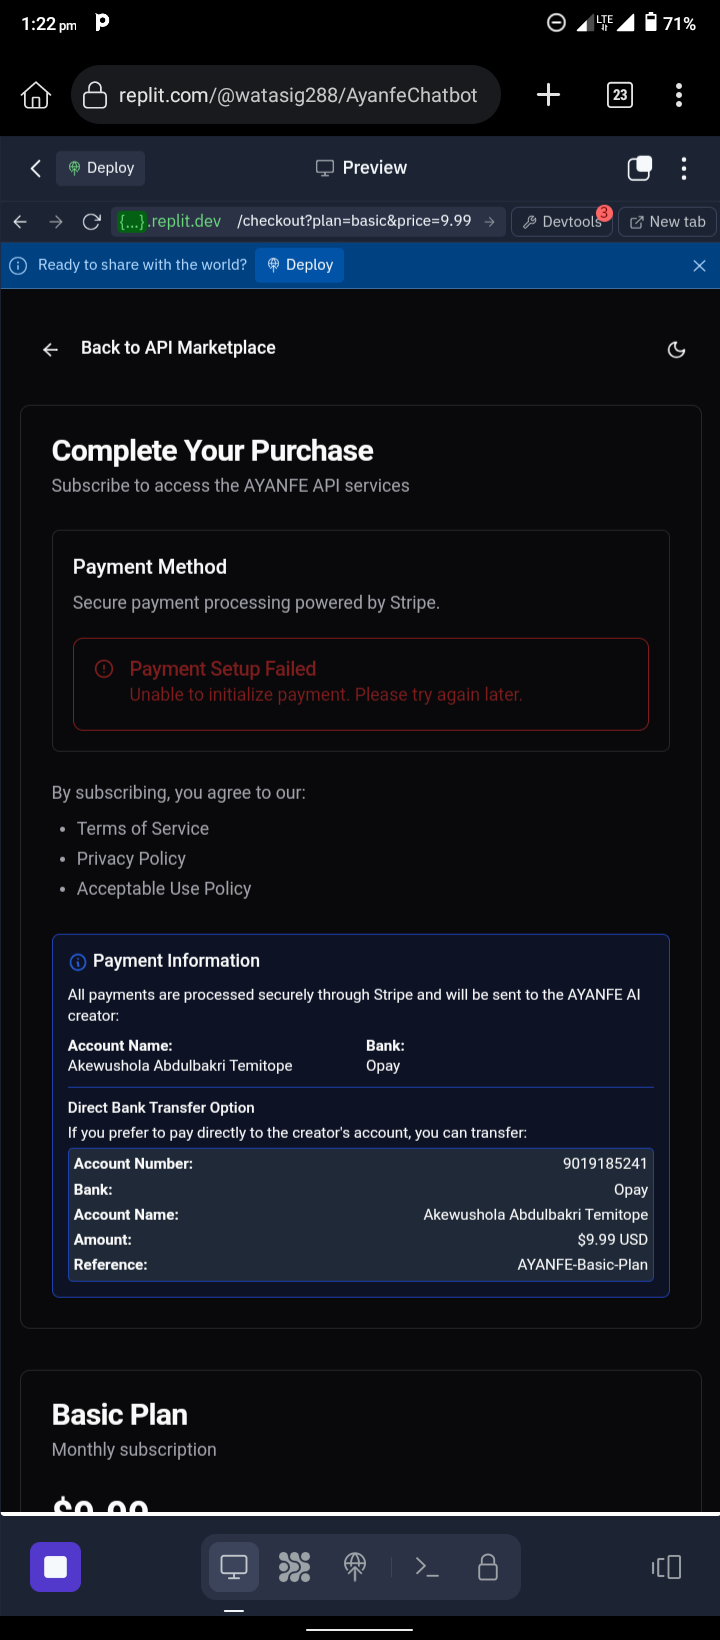 1:22 pm
LTE
71%
replit.com/@watasig288/AyanfeChatbot
23
Deploy
Preview
{...}.replit.dev /checkout?plan=basic&price=9.99
Devtools
3
New tab
Ready to share with the world?
Deploy
Back to API Marketplace
Complete Your Purchase
Subscribe to access the AYANFE API services
Payment Method
Secure payment processing powered by Stripe.
Payment Setup Failed
Unable to initialize payment. Please try again later.
By subscribing, you agree to our:
• Terms of Service
• Privacy Policy
• Acceptable Use Policy
Payment Information
All payments are processed securely through Stripe and will be sent to the AYANFE AI
creator:
Account Name: Bank:
Akewushola Abdulbakri Temitope Opay
Direct Bank Transfer Option
If you prefer to pay directly to the creator's account, you can transfer:
Account Number: 9019185241
Bank: Opay
Account Name: Akewushola Abdulbakri Temitope
Amount: $9.99 USD
Reference: AYANFE-Basic-Plan
Basic Plan
Monthly subscription